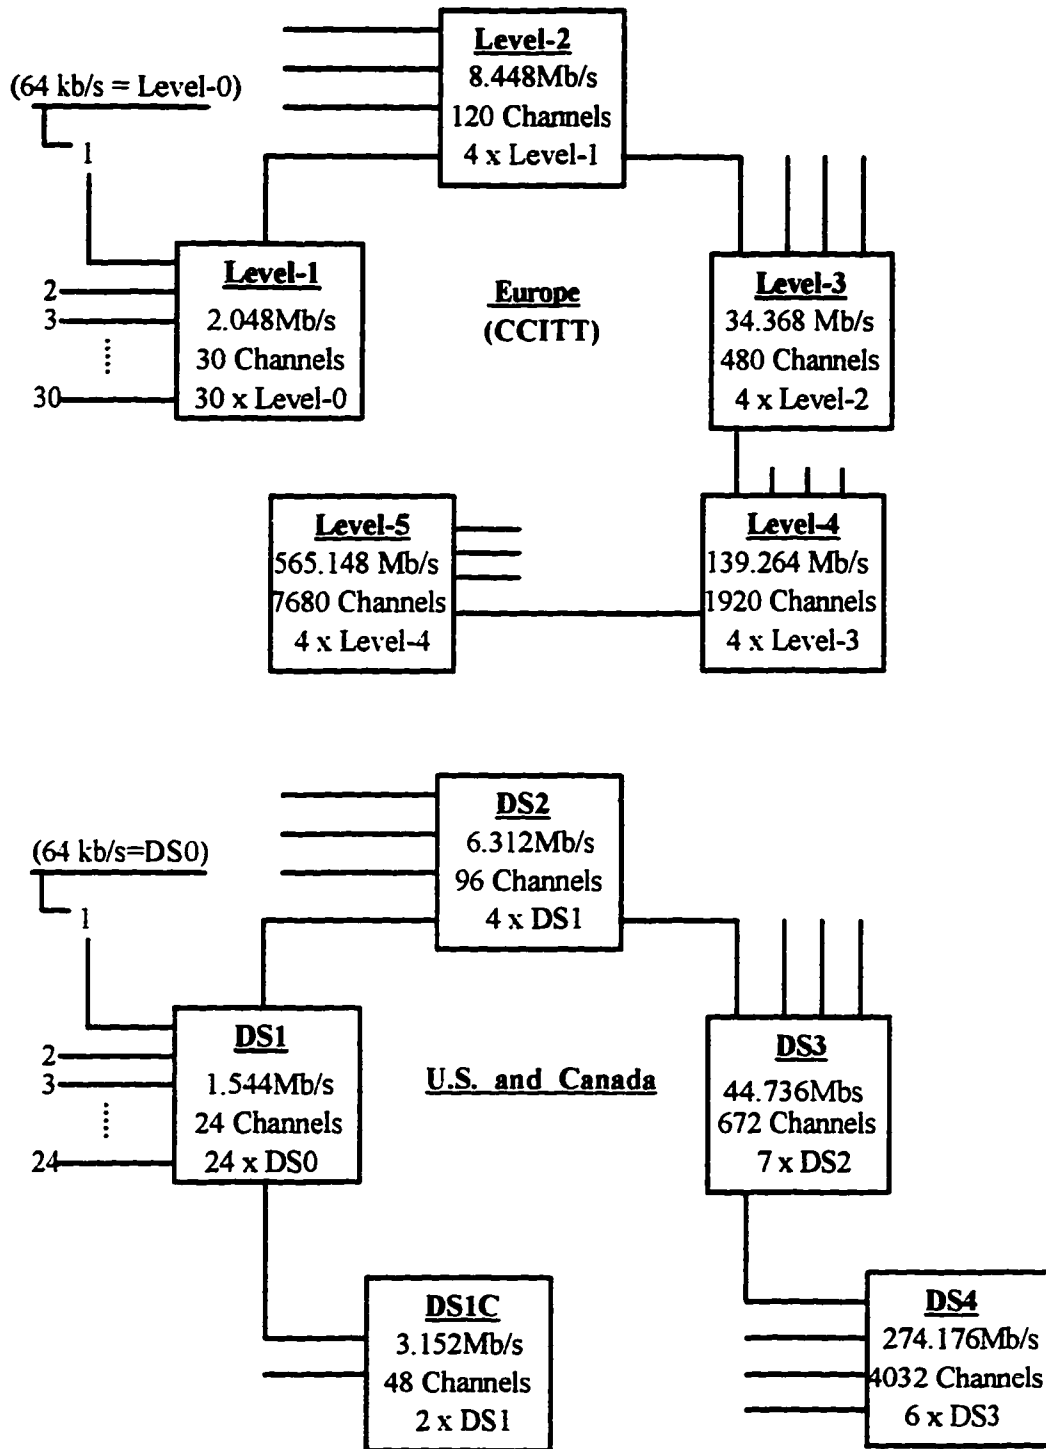 Level-2
8.448Mb/s
120 Channels
4 x Level-1
(64 kb/s = Level-0)
1
2
3
30
Level-1
2.048Mb/s
30 Channels
30 x Level-0
Europe
(CCITT)
Level-3
34.368 Mb/s
480 Channels
4 x Level-2
Level-5
565.148 Mb/s
7680 Channels
4 x Level-4
Level-4
139.264 Mb/s
1920 Channels
4 x Level-3
DS2
6.312Mb/s
96 Channels
4 x DS1
(64 kb/s=DS0)
1
2
3
24
DS1
1.544Mb/s
24 Channels
24 x DS0
U.S. and Canada
DS3
44.736Mbs
672 Channels
7 x DS2
DS1C
3.152Mb/s
48 Channels
2 x DS1
DS4
274.176Mb/s
4032 Channels
6 x DS3